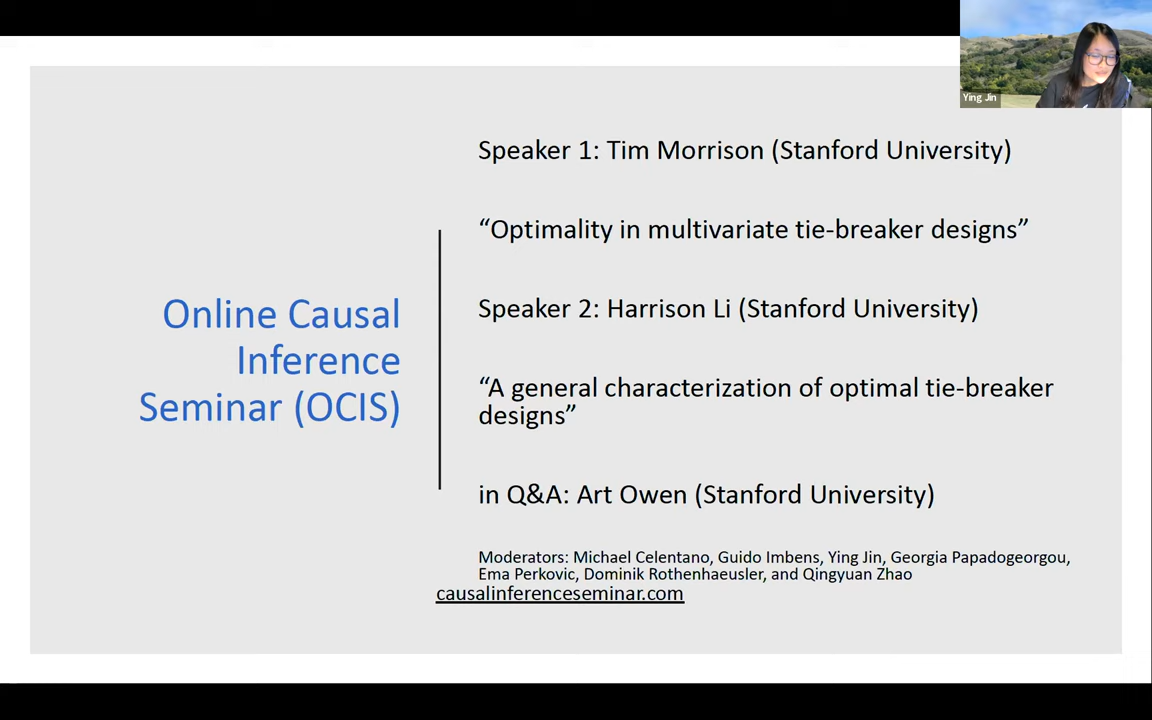 Ying Jin
Speaker 1: Tim Morrison (Stanford University)
“Optimality in multivariate tie-breaker designs”
Online Causal
Inference
Seminar (OCIS)
Speaker 2: Harrison Li (Stanford University)
“A general characterization of optimal tie-breaker
designs”
in Q&A: Art Owen (Stanford University)
Moderators: Michael Celentano, Guido Imbens, Ying Jin, Georgia Papadogeorgou,
Ema Perkovic, Dominik Rothenhaeusler, and Qingyuan Zhao
causalinferenceseminar.com